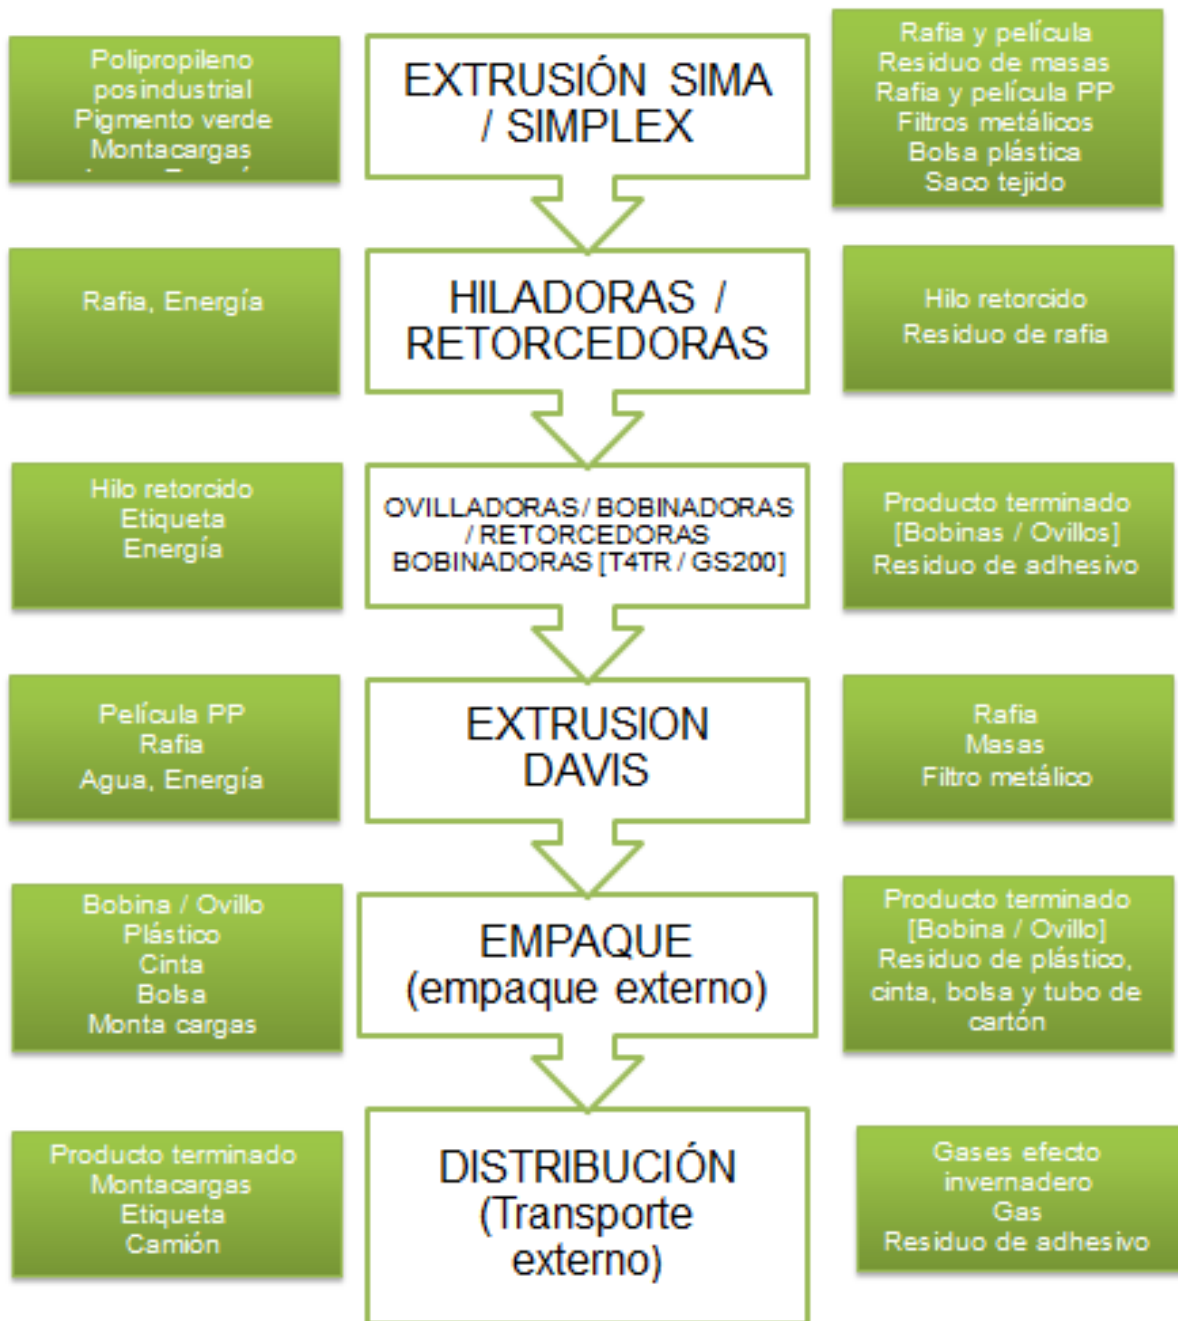 Polipropileno
posindustrial
Pigmento verde
Montacargas
EXTRUSIÓN SIMA
/ SIMPLEX
Rafia y película
Residuo de masas
Rafia y película PP
Filtros metálicos
Bolsa plástica
Saco tejido
Rafia, Energía
HILADORAS /
RETORCEDORAS
Hilo retorcido
Residuo de rafia
Hilo retorcido
Etiqueta
Energía
OVILLADORAS / BOBINADORAS
/ RETORCEDORAS
BOBINADORAS [T4TR / GS200]
Producto terminado
[Bobinas / Ovillos]
Residuo de adhesivo
Película PP
Rafia
Agua, Energía
EXTRUSION
DAVIS
Rafia
Masas
Filtro metálico
Bobina / Ovillo
Plástico
Cinta
Bolsa
Monta cargas
EMPAQUE
(empaque externo)
Producto terminado
[Bobina / Ovillo]
Residuo de plástico,
cinta, bolsa y tubo de
cartón
Producto terminado
Montacargas
Etiqueta
Camión
DISTRIBUCIÓN
(Transporte
externo)
Gases efecto
invernadero
Gas
Residuo de adhesivo